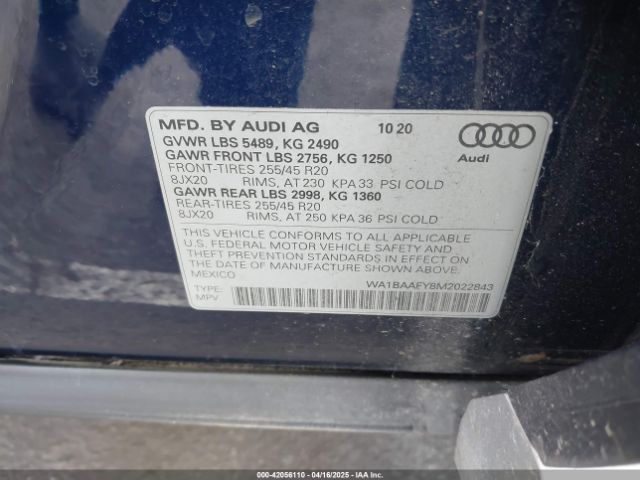 MFD. BY AUDI AG 10 20
GVWR LBS 5489, KG 2490
GAWR FRONT LBS 2756, KG 1250
FRONT-TIRES 255/45 R20
8JX20 RIMS, AT 230 KPA 33 PSI COLD
GAWR REAR LBS 2998, KG 1360
REAR-TIRES 255/45 R20
8JX20 RIMS, AT 250 KPA 36 PSI COLD
Audi
THIS VEHICLE CONFORMS TO ALL APPLICABLE
U.S. FEDERAL MOTOR VEHICLE SAFETY AND
THEFT PREVENTION STANDARDS IN EFFECT ON
THE DATE OF MANUFACTURE SHOWN ABOVE.
MEXICO
WA1BAAFY8M2022843
TYPE:
MPV
000-42056110 - 04/16/2025 - IAAI.COM